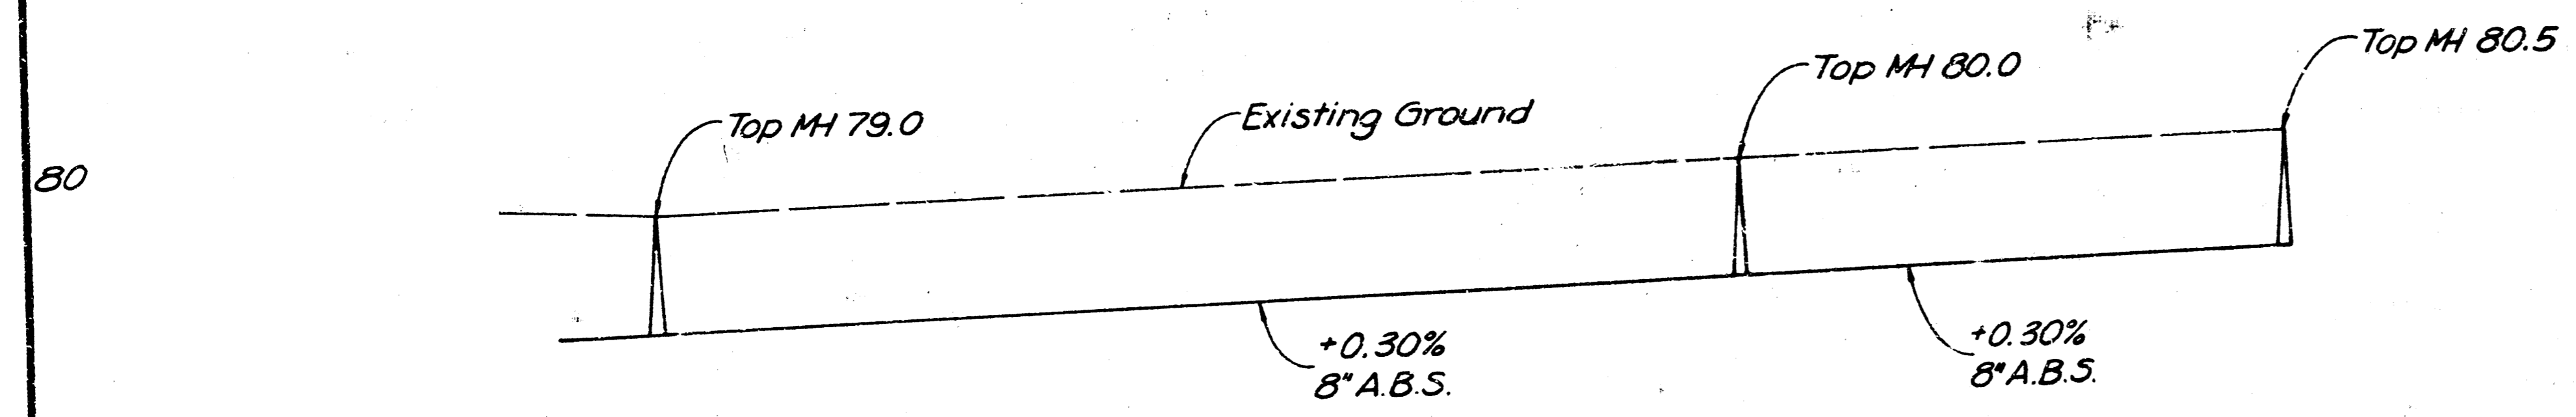 Top MH 80.5
Top MH 80.0
Top MH 79.0
Existing Ground
80
+0.30%
8" A.B.S.
+0.30%
8" A.B.S.